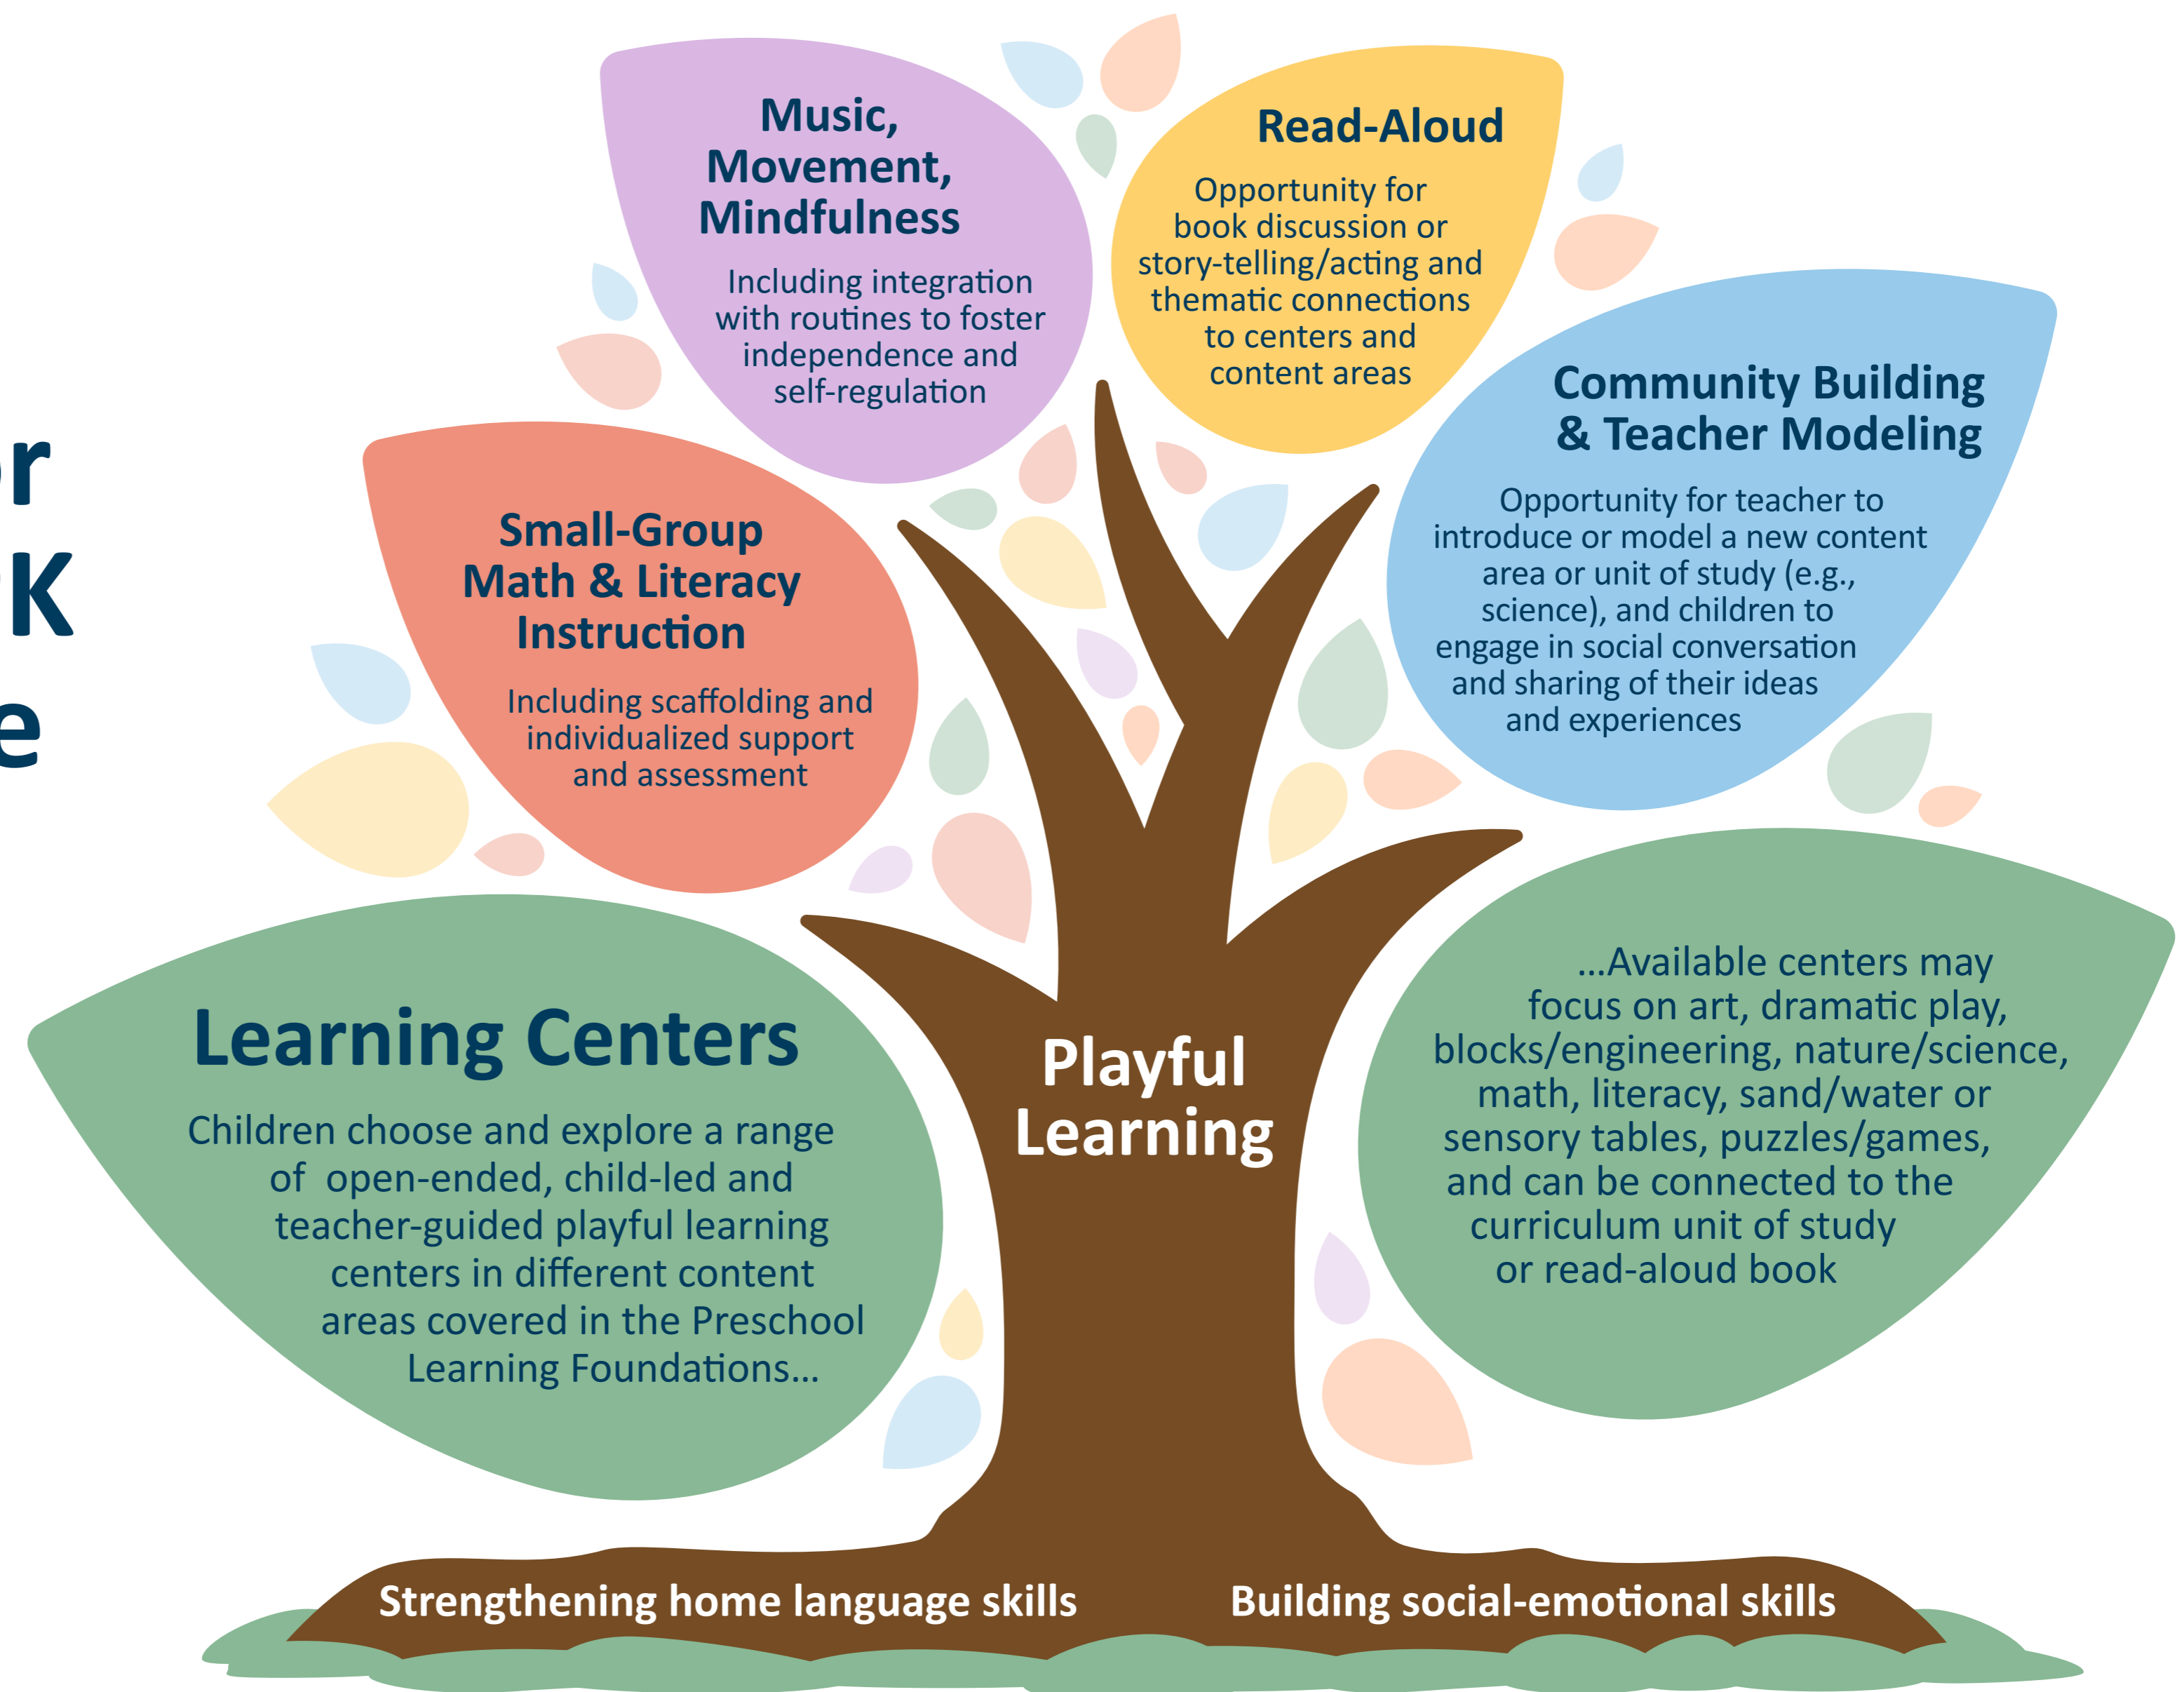 Music,
Movement,
Mindfulness
Including integration
with routines to foster
independence and
self-regulation
Read-Aloud
Opportunity for
book discussion or
story-telling/acting and
thematic connections
to centers and
content areas
Community Building
& Teacher Modeling
Opportunity for teacher to
introduce or model a new content
area or unit of study (e.g.,
science), and children to
engage in social conversation
and sharing of their ideas
and experiences
Small-Group
Math & Literacy
Instruction
Including scaffolding and
individualized support
and assessment
Learning Centers
Children choose and explore a range
of open-ended, child-led and
teacher-guided playful learning
centers in different content
areas covered in the Preschool
Learning Foundations...
Playful
Learning
...Available centers may
focus on art, dramatic play,
blocks/engineering, nature/science,
math, literacy, sand/water or
sensory tables, puzzles/games,
and can be connected to the
curriculum unit of study
or read-aloud book
Strengthening home language skills
Building social-emotional skills